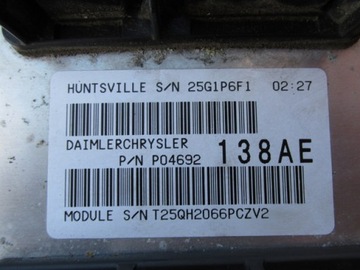 HUNTSVILLE S/N 25G1P6F1 02:27
DAIMLERCHRYSLER
P/N P04692 138AE
MODULE S/N T25QH2066PCZV2